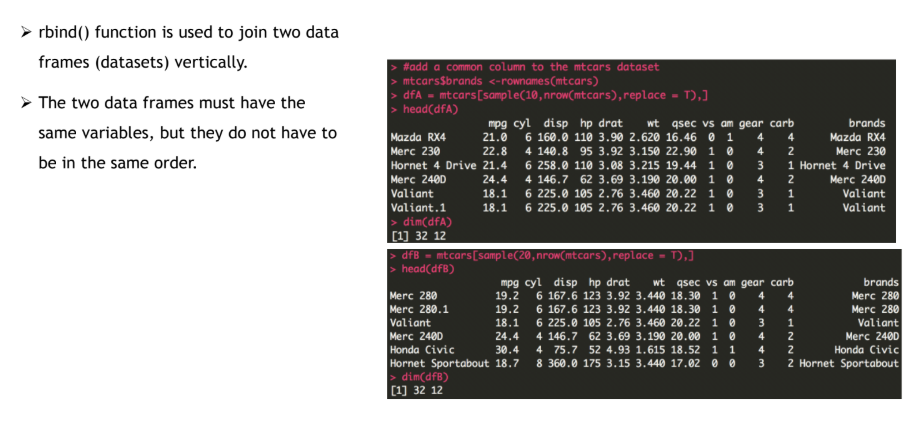 ➢ rbind() function is used to join two data
frames (datasets) vertically.
➢ The two data frames must have the
same variables, but they do not have to
be in the same order.
> #add a common column to the mtcars dataset
> mtcars$brands <-rownames(mtcars)
> dfA = mtcars[sample(10,nrow(mtcars),replace = T),]
> head(dfA)
mpg cyl disp hp drat wt qsec vs am gear carb brands
Mazda RX4 21.0 6 160.0 110 3.90 2.620 16.46 0 1 4 4 Mazda RX4
Merc 230 22.8 4 140.8 95 3.92 3.150 22.90 1 0 4 2 Merc 230
Hornet 4 Drive 21.4 6 258.0 110 3.08 3.215 19.44 1 0 3 1 Hornet 4 Drive
Merc 240D 24.4 4 146.7 62 3.69 3.190 20.00 1 0 4 2 Merc 240D
Valiant 18.1 6 225.0 105 2.76 3.460 20.22 1 0 3 1 Valiant
Valiant.1 18.1 6 225.0 105 2.76 3.460 20.22 1 0 3 1 Valiant
> dim(dfA)
[1] 32 12
> dfB = mtcars[sample(20,nrow(mtcars),replace = T),]
> head(dfB)
mpg cyl disp hp drat wt qsec vs am gear carb brands
Merc 280 19.2 6 167.6 123 3.92 3.440 18.30 1 0 4 4 Merc 280
Merc 280.1 19.2 6 167.6 123 3.92 3.440 18.30 1 0 4 4 Merc 280
Valiant 18.1 6 225.0 105 2.76 3.460 20.22 1 0 3 1 Valiant
Merc 240D 24.4 4 146.7 62 3.69 3.190 20.00 1 0 4 2 Merc 240D
Honda Civic 30.4 4 75.7 52 4.93 1.615 18.52 1 1 4 2 Honda Civic
Hornet Sportabout 18.7 8 360.0 175 3.15 3.440 17.02 0 0 3 2 Hornet Sportabout
> dim(dfB)
[1] 32 12